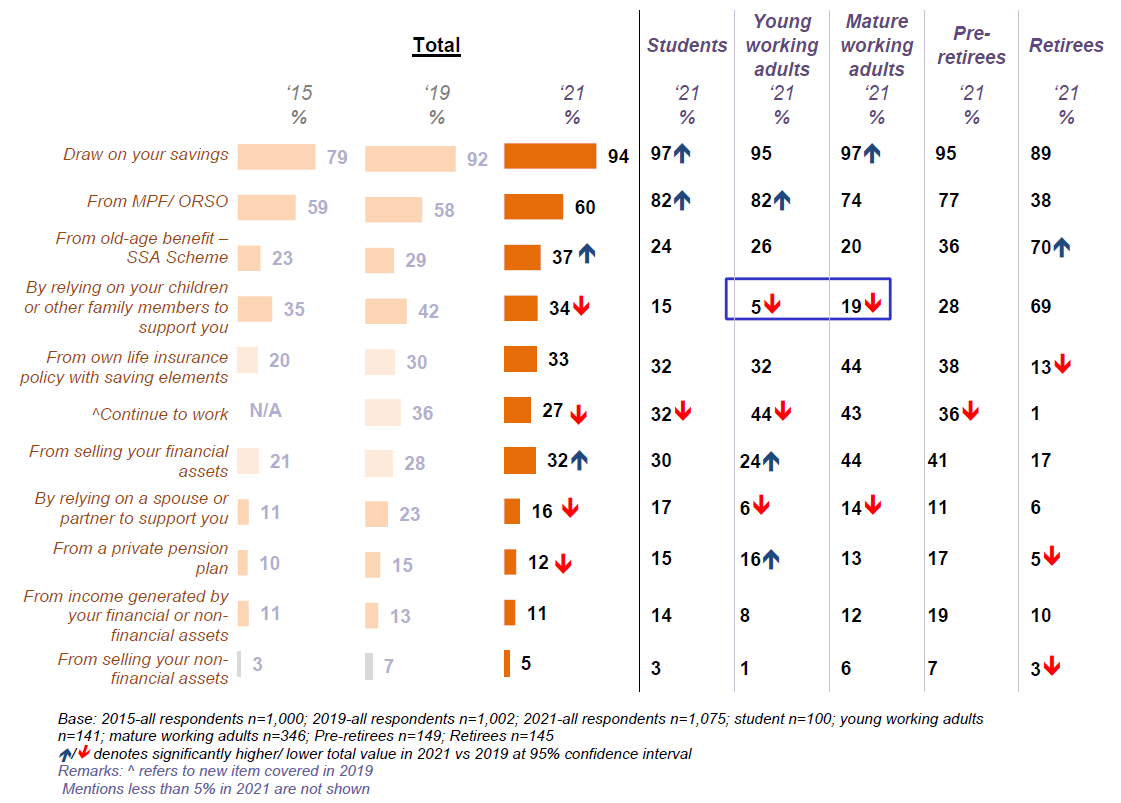 Total
Students
Young working adults
Mature working adults
Pre-retirees
Retirees
‘15 ‘19 ‘21 ‘21 ‘21 ‘21 ‘21 ‘21
% % % % % % % %
Draw on your savings 79 92 94 97 95 97 95 89
From MPF/ ORSO 59 58 60 82 82 74 77 38
From old-age benefit –
SSA Scheme 23 29 37 24 26 20 36 70
By relying on your children
or other family members to
support you 35 42 34 15 5 19 28 69
From own life insurance
policy with saving elements 20 30 33 32 32 44 38 13
^Continue to work N/A 36 27 32 44 43 36 1
From selling your financial
assets 21 28 32 30 24 44 41 17
By relying on a spouse or
partner to support you 11 23 16 17 6 14 11 6
From a private pension
plan 10 15 12 15 16 13 17 5
From income generated by
your financial or non-
financial assets 11 13 11 14 8 12 19 10
From selling your non-
financial assets 3 7 5 3 1 6 7 3
Base: 2015-all respondents n=1,000; 2019-all respondents n=1,002; 2021-all respondents n=1,075; student n=100; young working adults
n=141; mature working adults n=346; Pre-retirees n=149; Retirees n=145
↑/↓ denotes significantly higher/ lower total value in 2021 vs 2019 at 95% confidence interval
Remarks: ^ refers to new item covered in 2019
Mentions less than 5% in 2021 are not shown